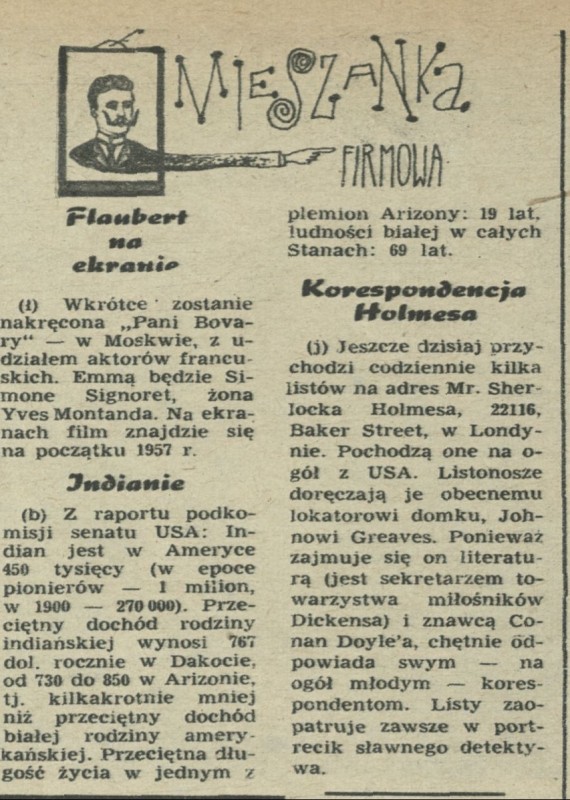 MIESZANKA
FIRMOWA
Flaubert
na
ekranie
(ł) Wkrótce zostanie
nakręcona „Pani Bova-
ry“ — w Moskwie, z u-
działem aktorów francu-
skich. Emmą będzie Si-
mone Signoret, żona
Yves Montanda. Na ekra-
nach film znajdzie się
na początku 1957 r.
Indianie
(b) Z raportu podko-
misji senatu USA: In-
dian jest w Ameryce
450 tysięcy (w epoce
pionierów — 1 milion,
w 1900 — 270 000). Prze-
ciętny dochód rodziny
indiańskiej wynosi 767
dol. rocznie w Dakocie,
od 730 do 850 w Arizonie,
tj. kilkakrotnie mniej
niż przeciętny dochód
białej rodziny amery-
kańskiej. Przeciętna dłu-
gość życia w jednym z
plemion Arizony: 19 lat,
ludności białej w całych
Stanach: 69 lat.
Korespondencja
Holmesa
(j) Jeszcze dzisiaj przy-
chodzi codziennie kilka
listów na adres Mr. Sher-
locka Holmesa, 22116,
Baker Street, w Londy-
nie. Pochodzą one na o-
gół z USA. Listonosze
doręczają je obecnemu
lokatorowi domku, Joh-
nowi Greaves. Ponieważ
zajmuje się on literatu-
rą (jest sekretarzem to-
warzystwa miłośników
Dickensa) i znawcą Co-
nan Doyle'a, chętnie od-
powiada swym — na
ogół młodym — kores-
pondentom. Listy zao-
patruje zawsze w port-
recik sławnego detekty-
wa.